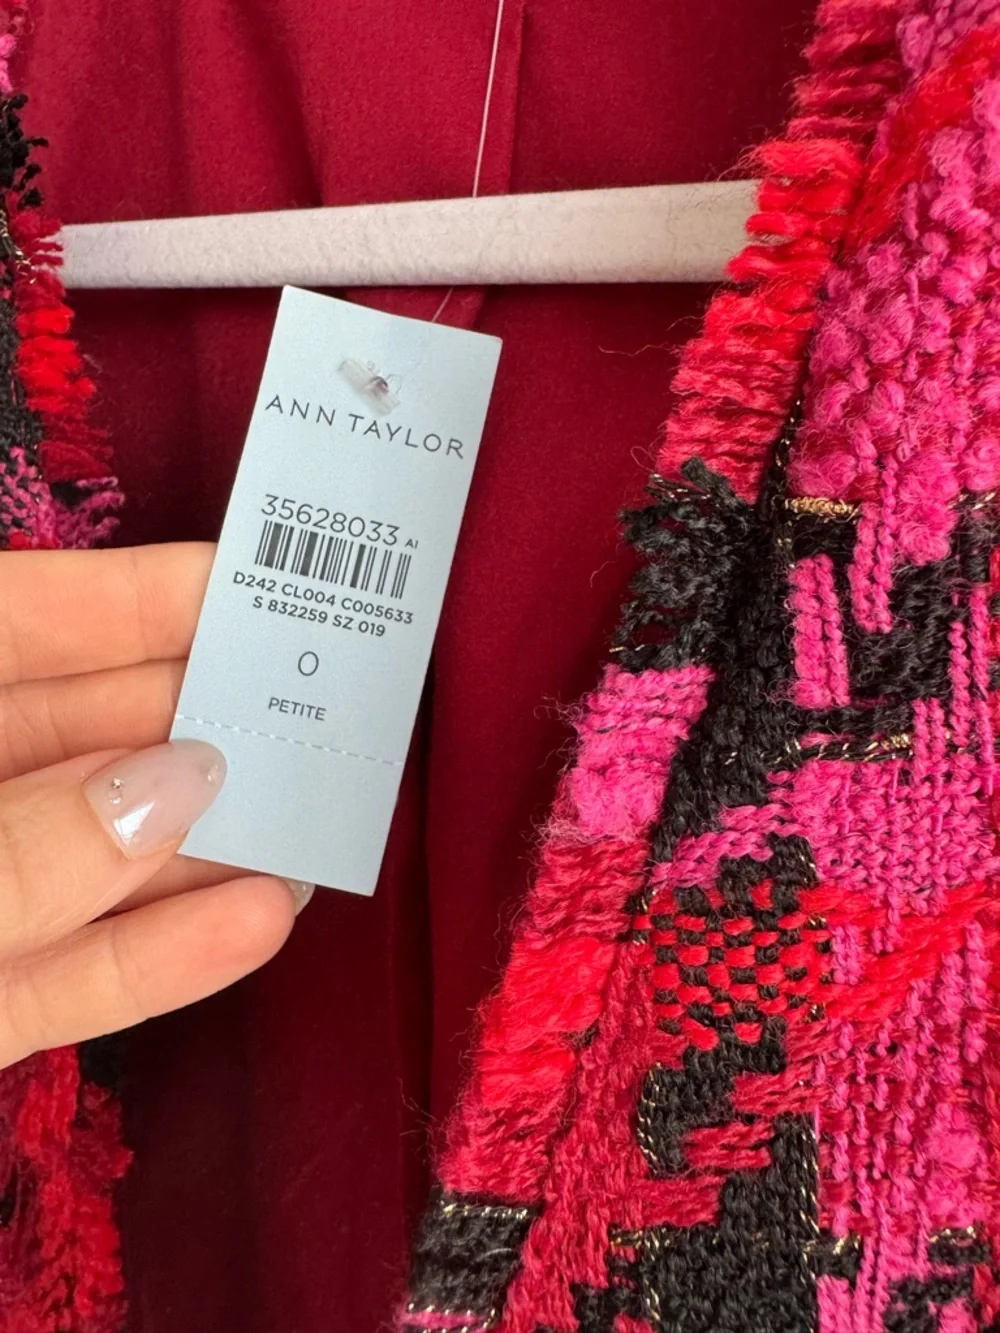 ANN TAYLOR
35628033 AI
D242 CL004 C005633
S 832259 SZ 019
0
PETITE